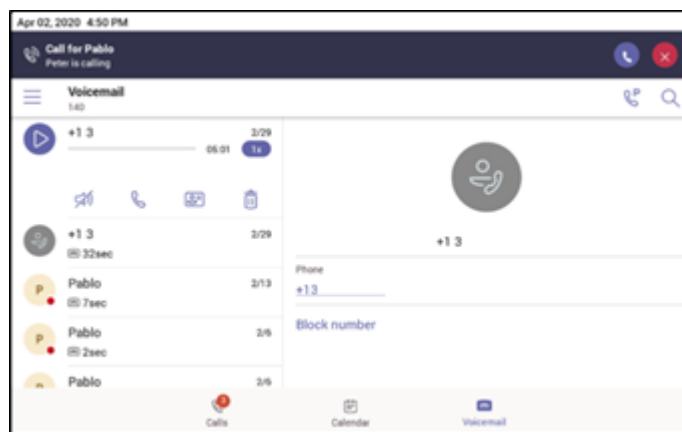 Apr 02, 2020 4:50 PM
Call for Pablo
Peter is calling
Voicemail
140
+1 3
2/29
05:01
1x
+1 3
2/29
32sec
P
Pablo
2/13
7sec
P
Pablo
2/6
2sec
P
Pablo
2/6
+1 3
Phone
+13
Block number
3
Calls
Calendar
Voicemail